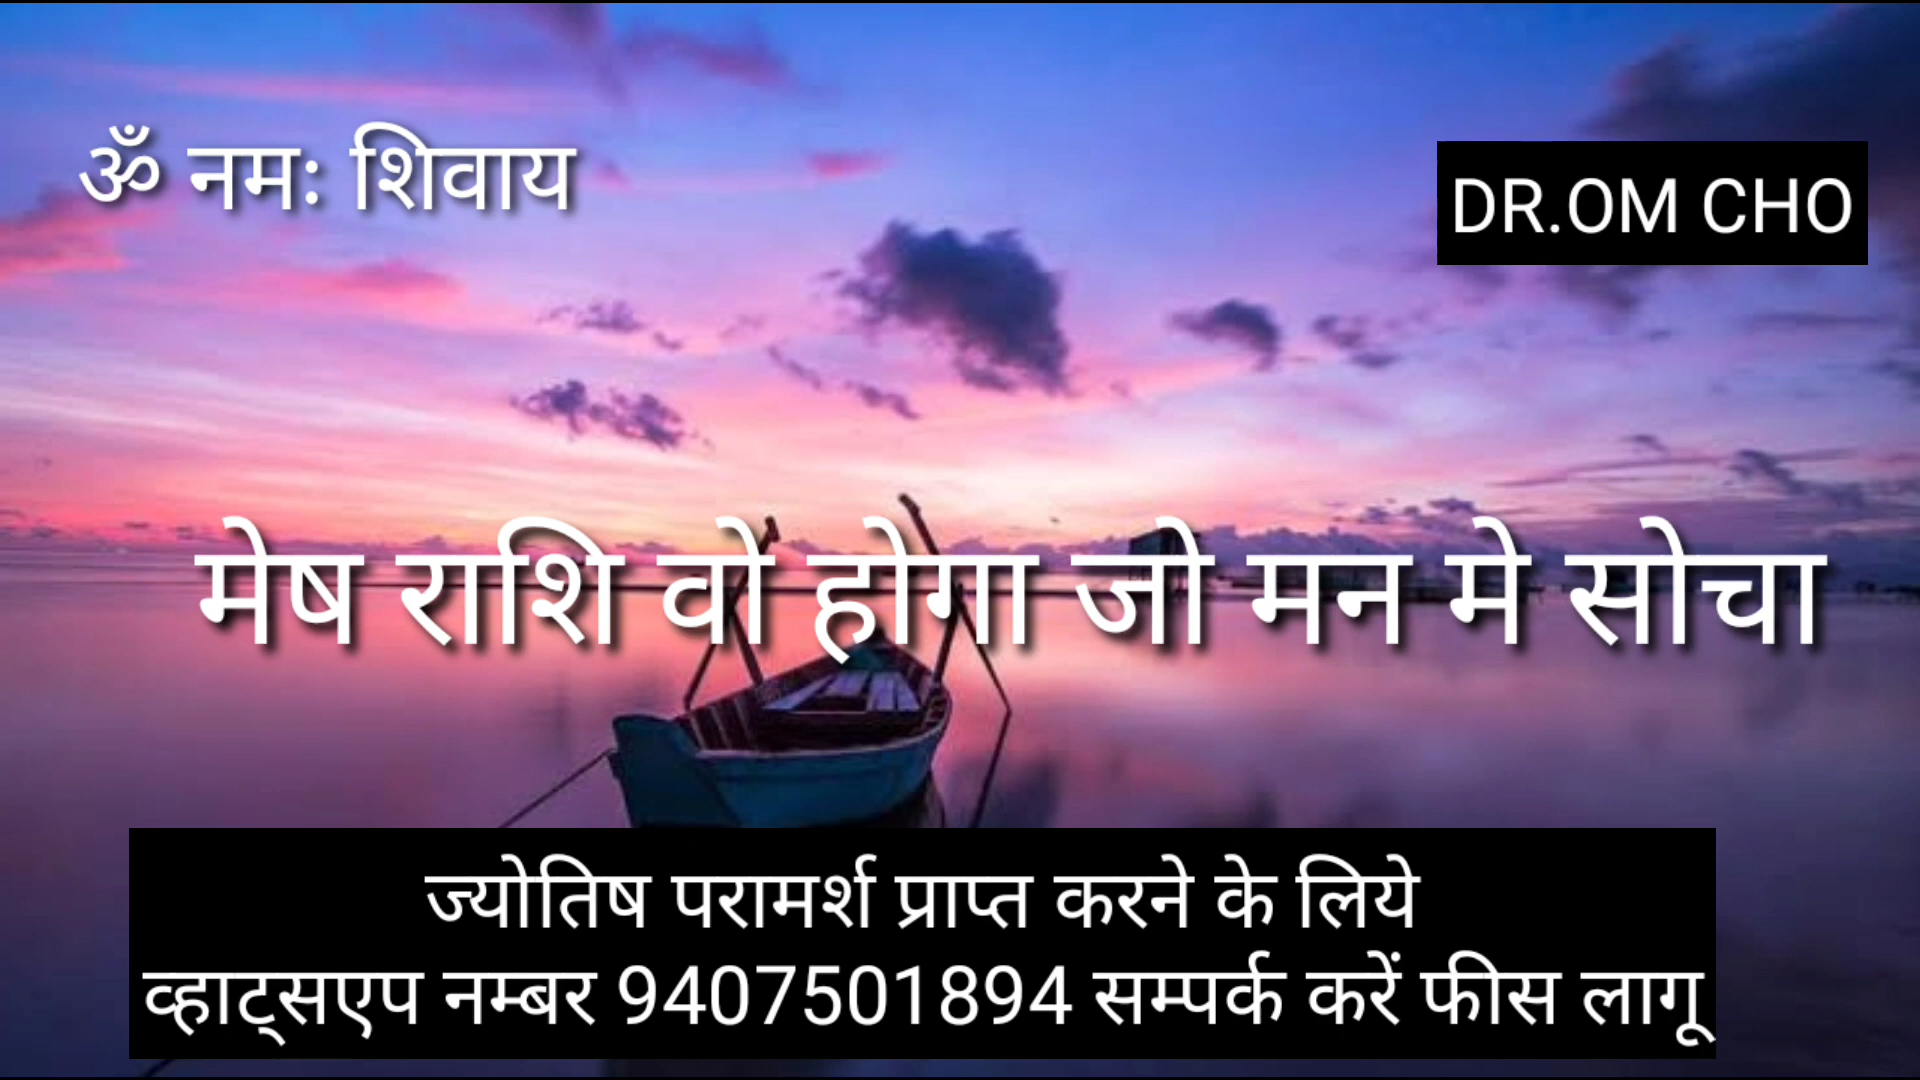 ॐ नमः शिवाय
DR.OM CHO
मेष राशि वो होगा जो मन मे सोचा
ज्योतिष परामर्श प्राप्त करने के लिये
व्हाट्सएप नम्बर 9407501894 सम्पर्क करें फीस लागू